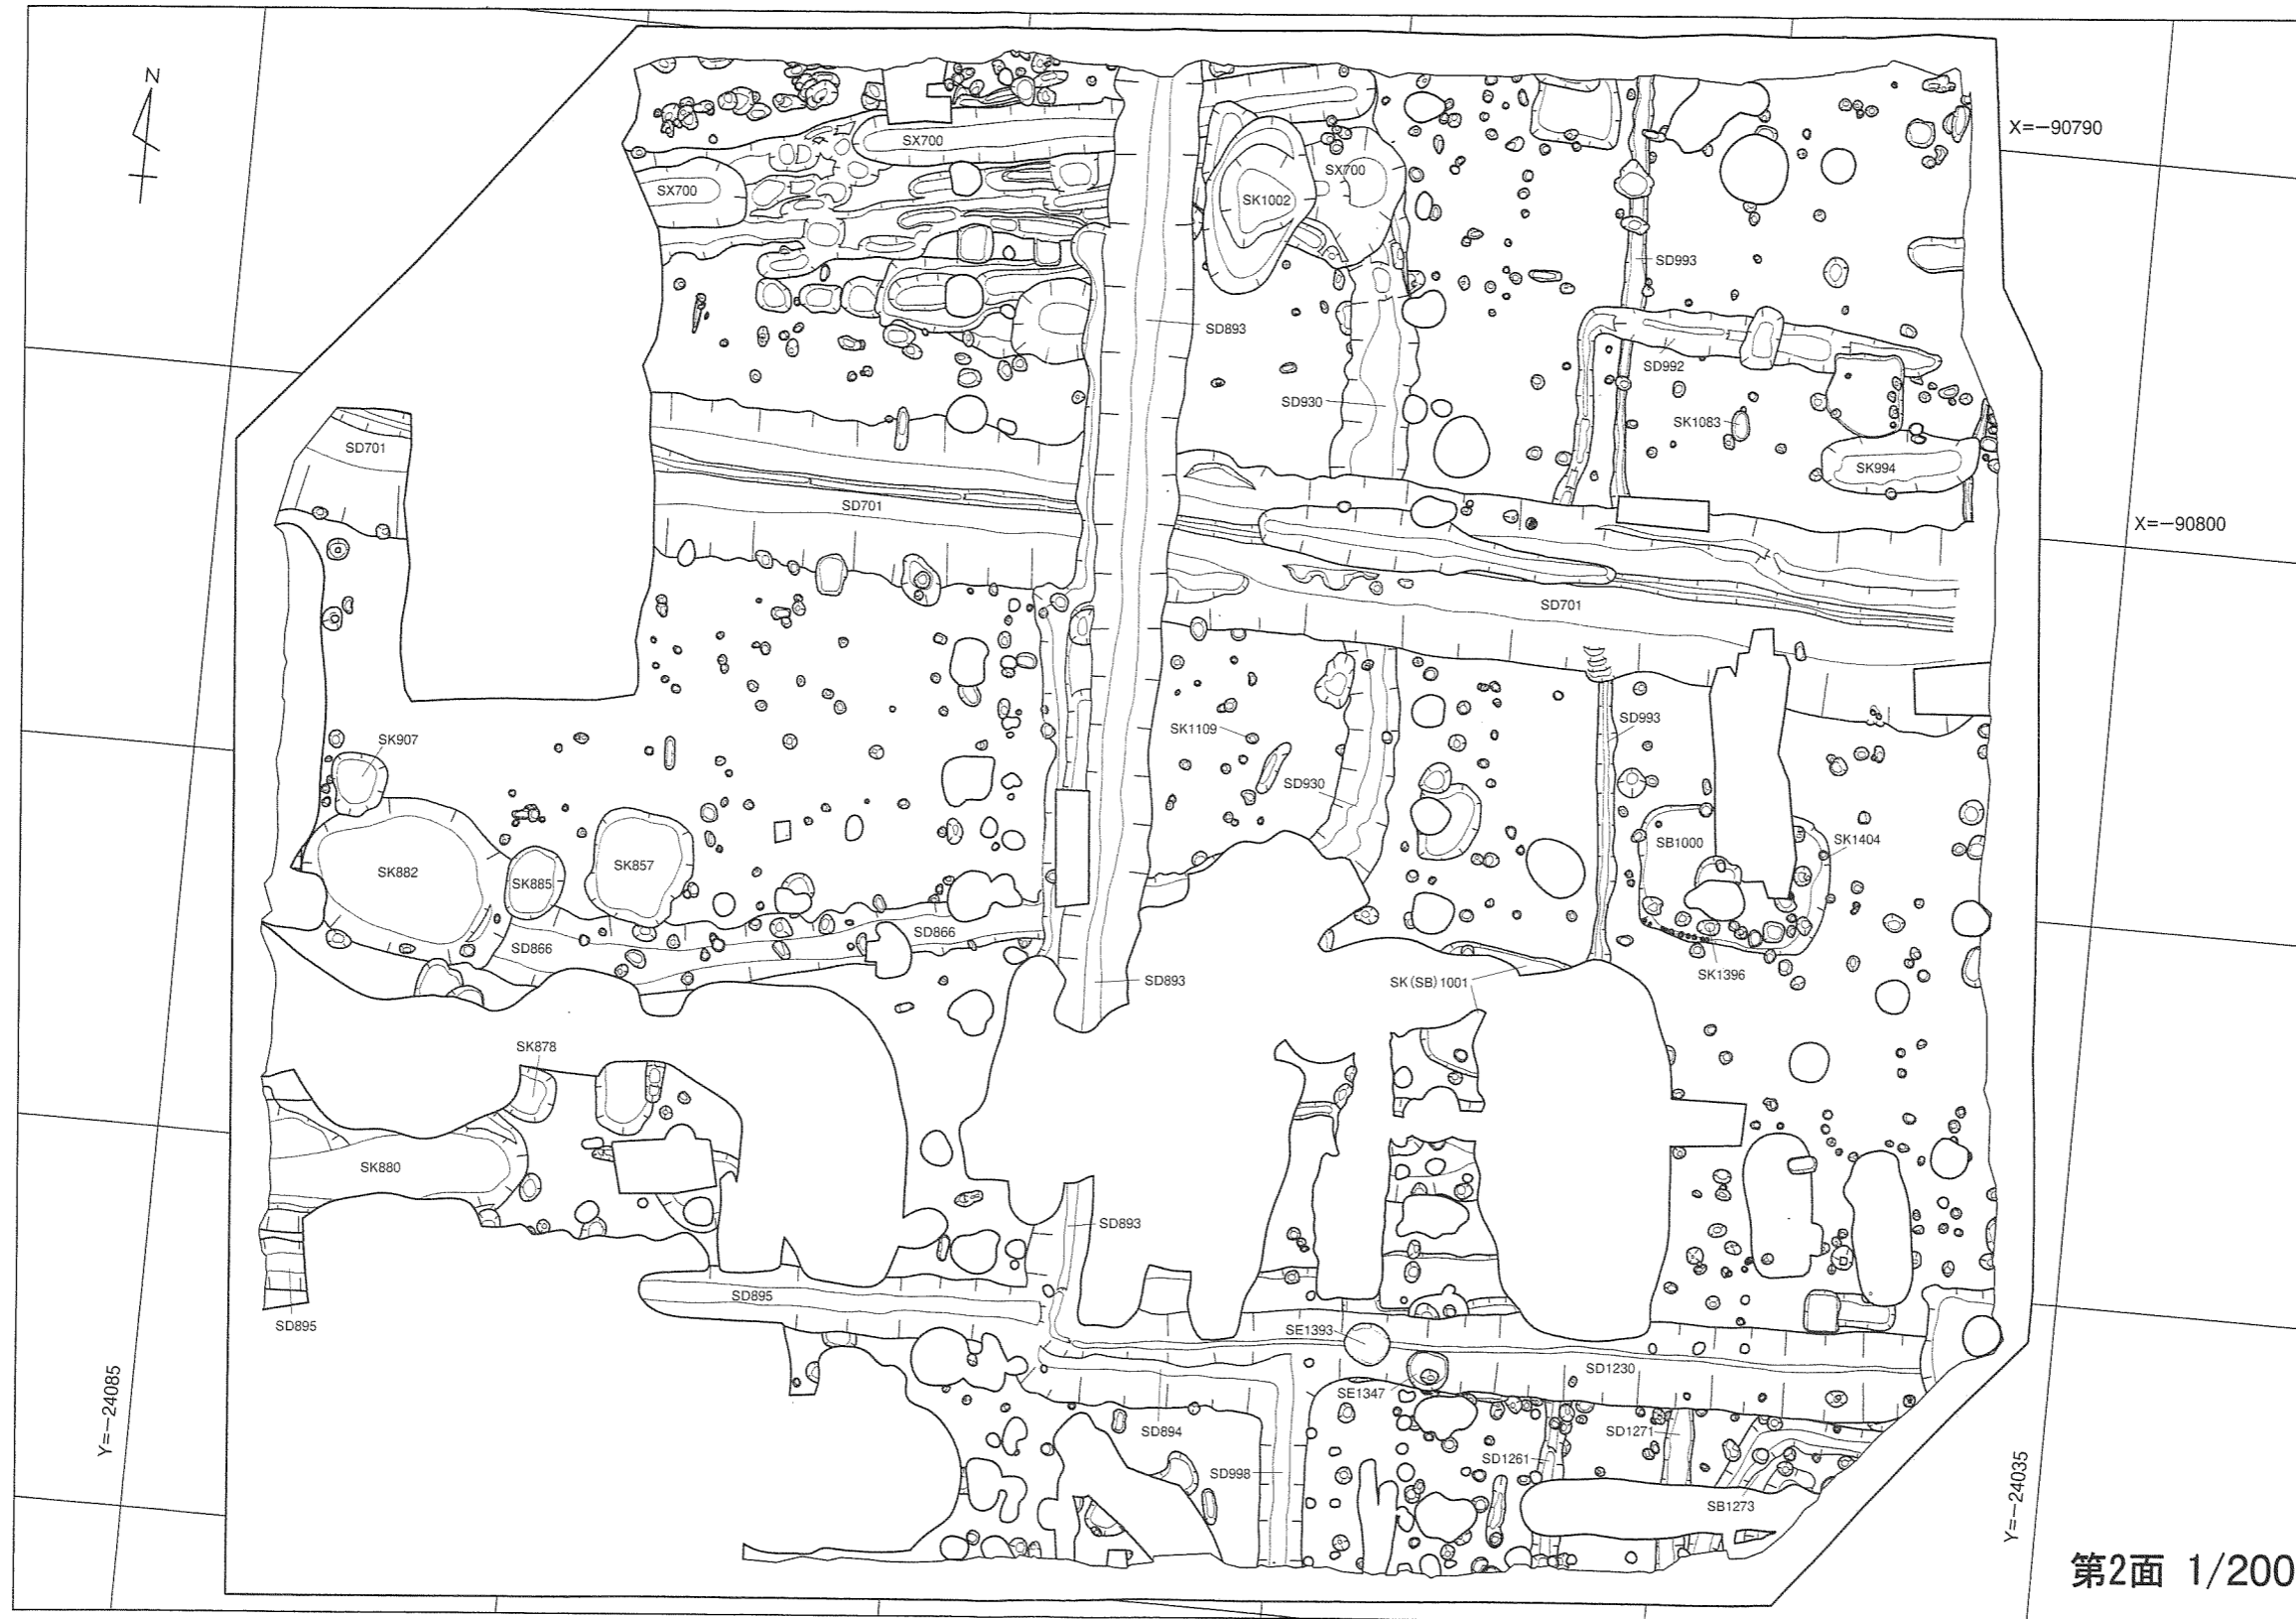 N
X=-90790
SX700
SX700
SX700
SK1002
SD993
SD893
SD992
SD930
SK1083
SD701
SK994
SD701
X=-90800
SD701
SD993
SK1109
SK907
SD930
SB1000
SK1404
SK882
SK885
SK857
SD866
SD866
SK1396
SD893
SK(SB)1001
SK878
SK880
SD893
SD895
SD895
SE1393
SD1230
SE1347
Y=-24085
SD894
SD1271
SD1261
SD998
SB1273
Y=-24035
第2面 1/200